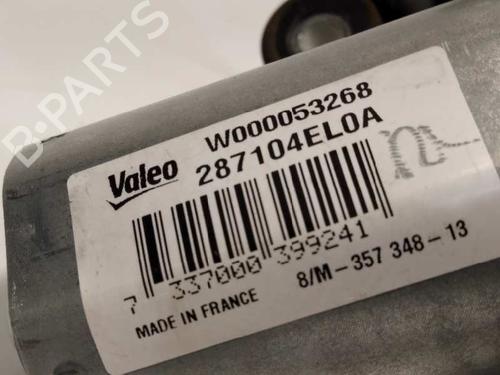 B-PARTS
Valeo
W000053268
287104EL0A
7 337000 399241
MADE IN FRANCE
8/M-357 348-13